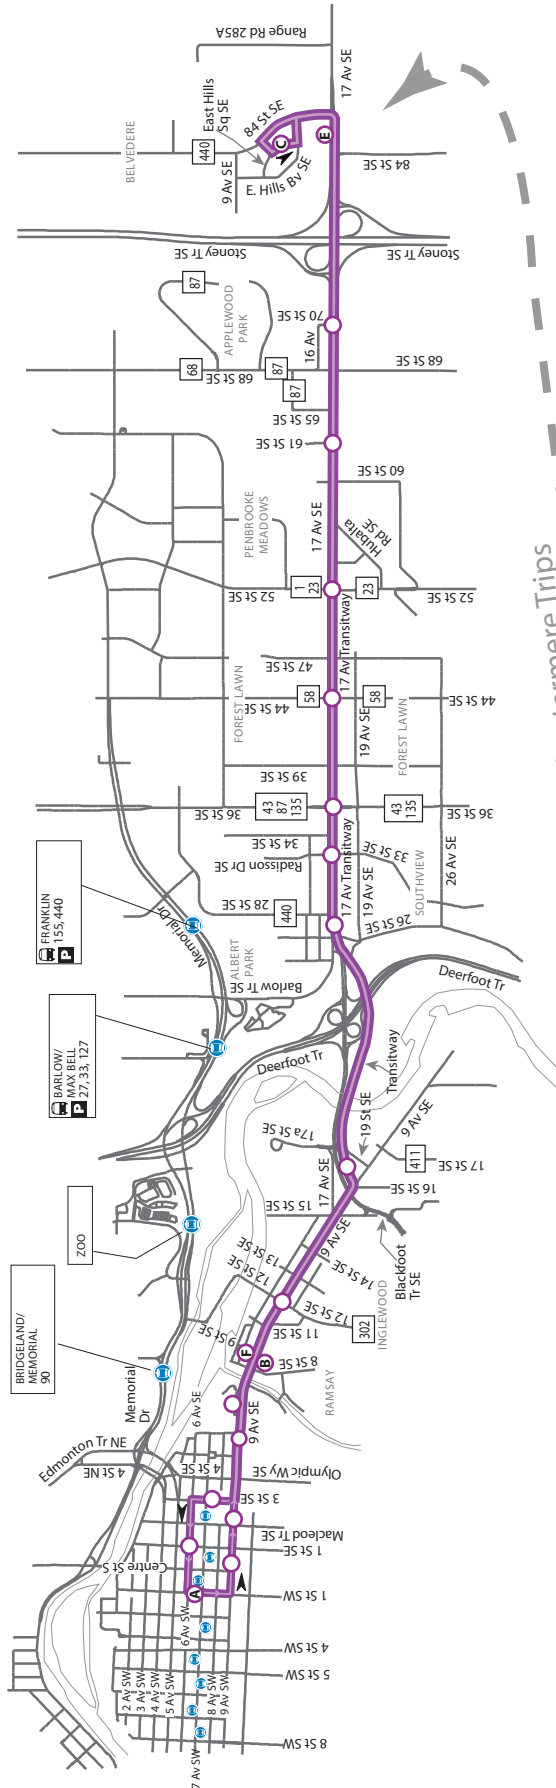 Range Rd 285A
17 Av SE
East Hills
Sq SE
84 St SE
BELVEDERE
440
9 Av SE
C
E
E. Hills Bv SE
84 St SE
Stoney Tr SE
Stoney Tr SE
87
APPLEWOOD
PARK
70 St SE
16 Av
68
68 St SE
87
87
68 St SE
65 St SE
61 St SE
60 St SE
PENBROOKE
MEADOWS
17 Av SE
Hubalta
Rd SE
52 St SE
1
23
23
52 St SE
17 Av Transitway
47 St SE
FOREST LAWN
44 St SE
58
58
44 St SE
19 Av SE
FOREST LAWN
39 St SE
36 St SE
43
87
135
43
135
36 St SE
34 St SE
Radisson Dr SE
17 Av Transitway
33 St SE
19 Av SE
SOUTHVIEW
26 Av SE
28 St SE
440
26 St SE
FRANKLIN
155, 440
P
Memorial Dr
ALBERT
PARK
Barlow Tr SE
BARLOW/
MAX BELL
27, 33, 127
P
Deerfoot Tr
Deerfoot Tr
Transitway
19 St SE
9 Av SE
17a St SE
17 Av SE
411
17 St SE
16 St SE
15 St SE
Blackfoot
Tr SE
ZOO
13 St SE
12 St SE
9 Av SE
14 St SE
12 St SE
302
INGLEWOOD
11 St SE
9 St SE
F
B
8 St SE
RAMSAY
BRIDGELAND/
MEMORIAL
90
Memorial
Dr
6 Av SE
9 Av SE
Edmonton Tr NE
4 St NE
4 St SE
Olympic Wy SE
3 St SE
Macleod Tr SE
1 St SE
Centre St S
A
1 St SW
6 Av SW
4 St SW
5 St SW
2 Av SW
3 Av SW
4 Av SW
5 Av SW
8 Av SW
9 Av SW
8 St SW
7 Av SW